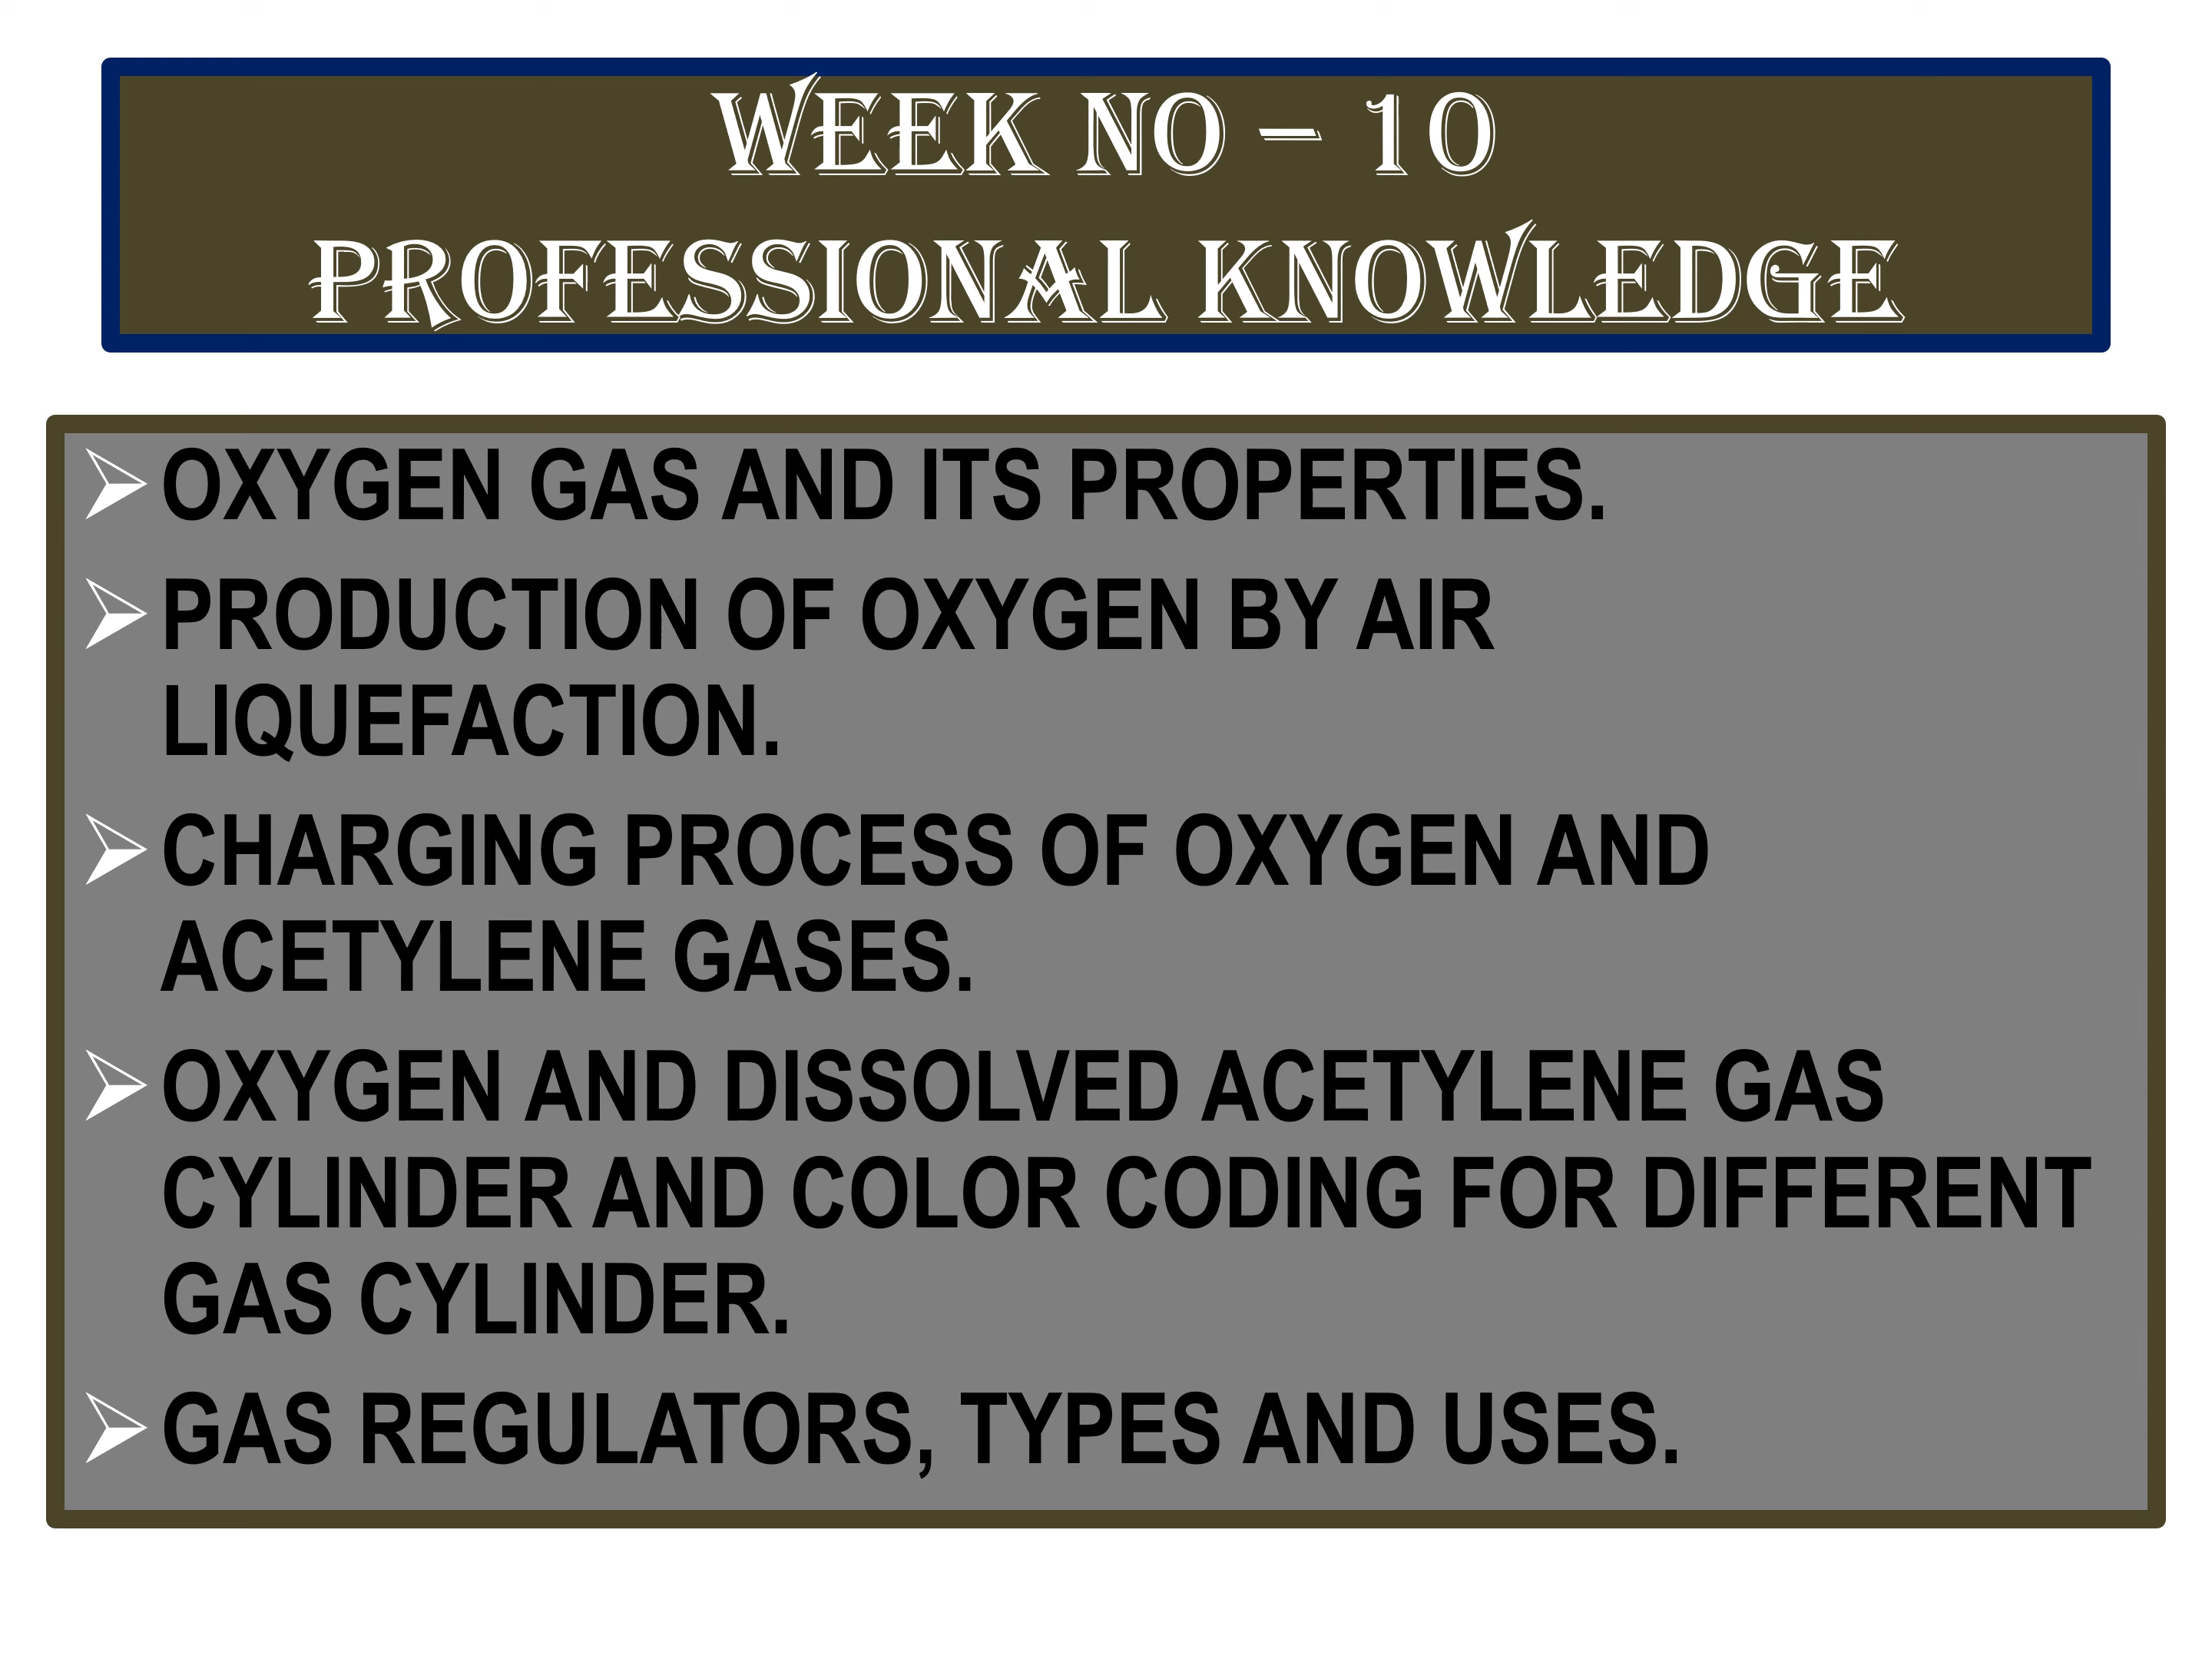 WEEK NO – 10
PROFESSIONAL KNOWLEDGE
OXYGEN GAS AND ITS PROPERTIES.
PRODUCTION OF OXYGEN BY AIR
LIQUEFACTION.
CHARGING PROCESS OF OXYGEN AND
ACETYLENE GASES.
OXYGEN AND DISSOLVED ACETYLENE GAS
CYLINDER AND COLOR CODING FOR DIFFERENT
GAS CYLINDER.
GAS REGULATORS, TYPES AND USES.